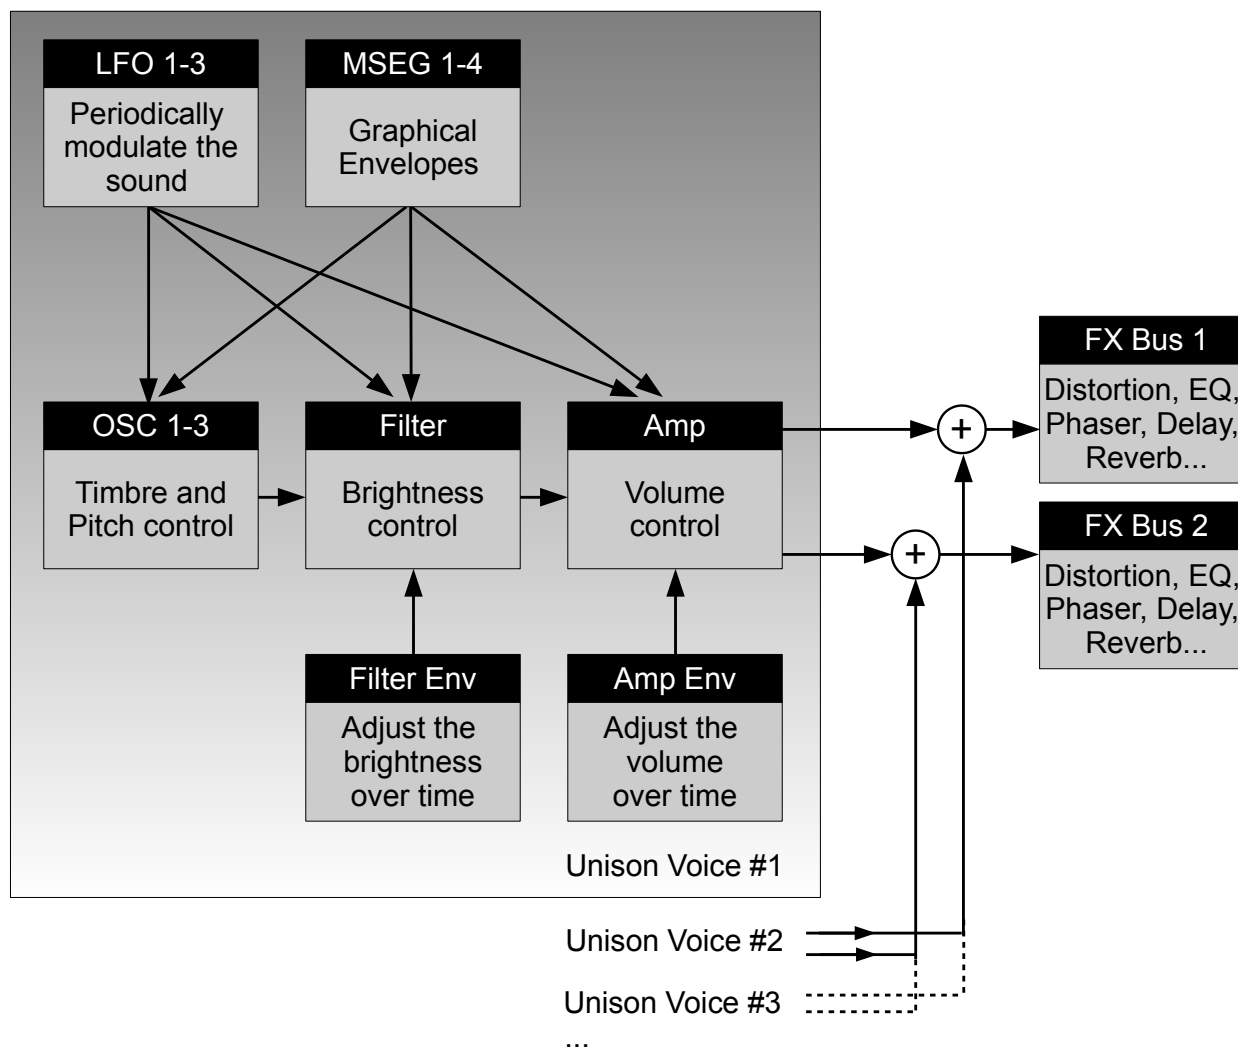 LFO 1-3
Periodically
modulate the
sound
MSEG 1-4
Graphical
Envelopes
OSC 1-3
Timbre and
Pitch control
Filter
Brightness
control
Amp
Volume
control
+
+
FX Bus 1
Distortion, EQ,
Phaser, Delay,
Reverb...
FX Bus 2
Distortion, EQ,
Phaser, Delay,
Reverb...
Filter Env
Adjust the
brightness
over time
Amp Env
Adjust the
volume
over time
Unison Voice #1
Unison Voice #2
Unison Voice #3
...